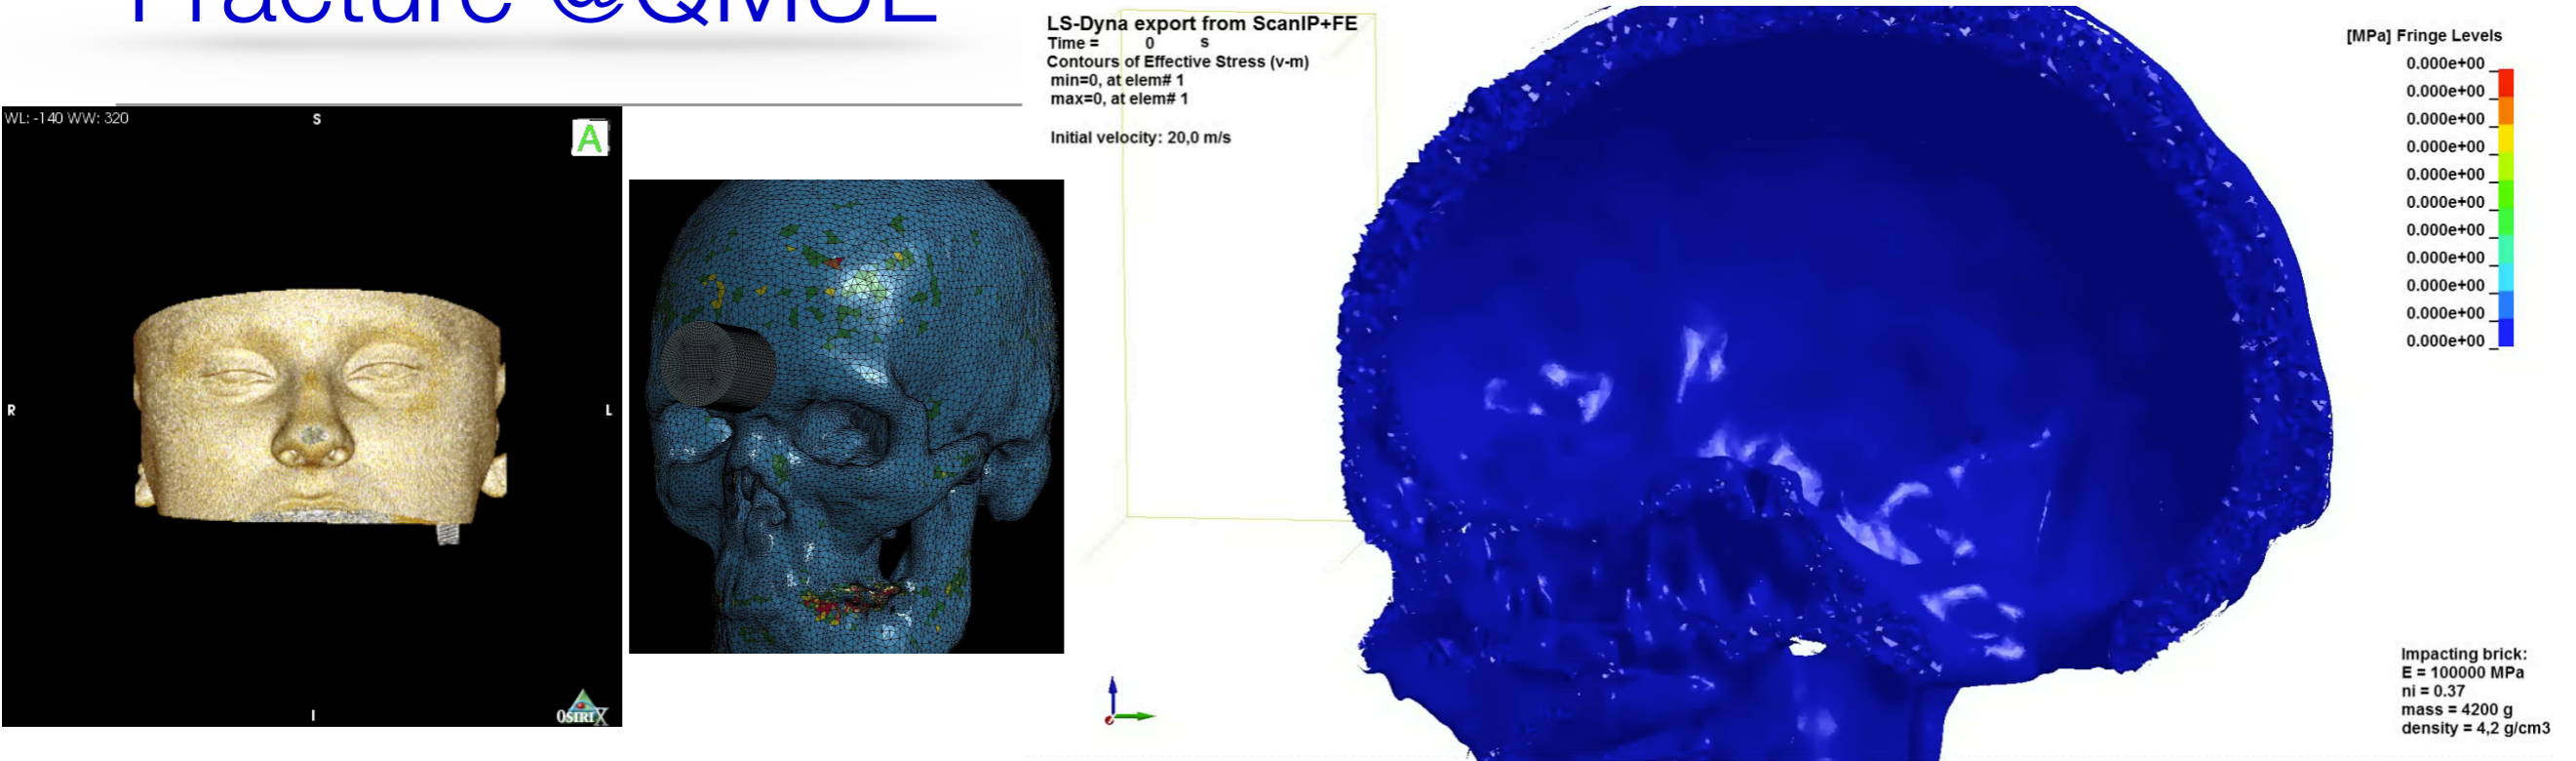 Fracture @QMUL
WL: -140 WW: 320
S
A
R
L
I
OSIRIX
LS-Dyna export from ScanIP+FE
Time = 0 s
Contours of Effective Stress (v-m)
min=0, at elem# 1
max=0, at elem# 1
Initial velocity: 20,0 m/s
[MPa] Fringe Levels
0.000e+00
0.000e+00
0.000e+00
0.000e+00
0.000e+00
0.000e+00
0.000e+00
0.000e+00
0.000e+00
0.000e+00
0.000e+00
Impacting brick:
E = 100000 MPa
ni = 0.37
mass = 4200 g
density = 4,2 g/cm3